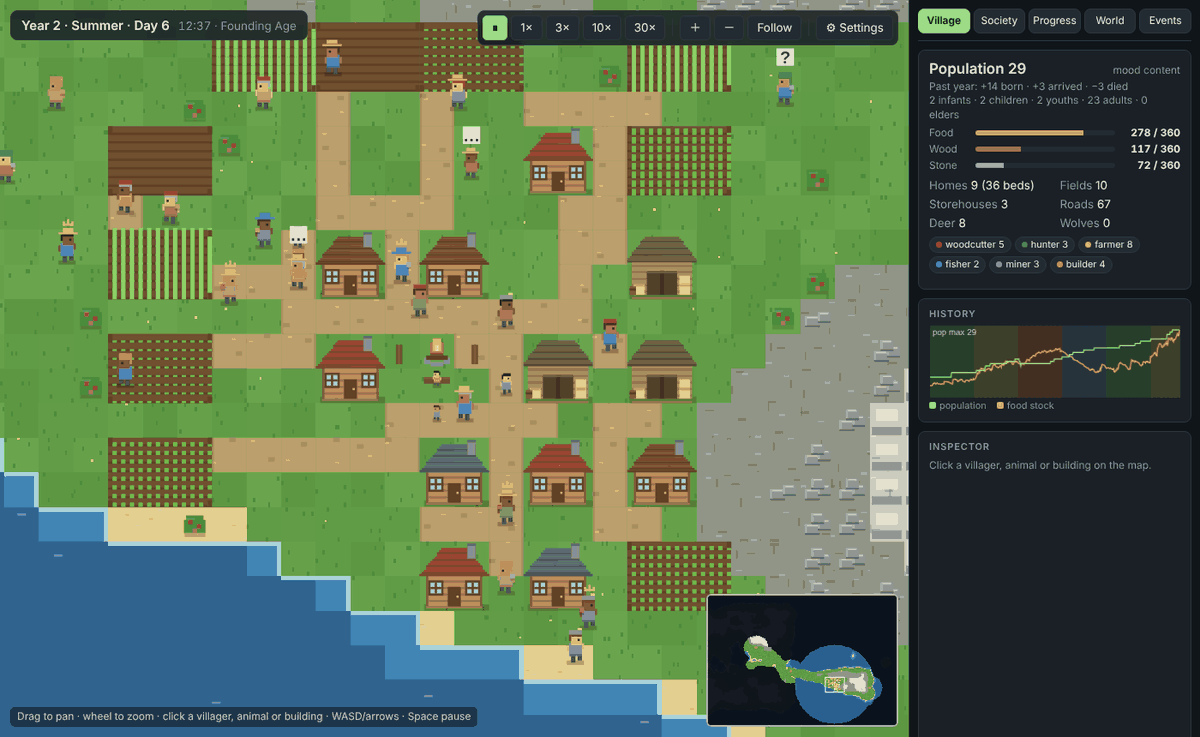 Year 2 · Summer · Day 6 12:37 · Founding Age
1× 3× 10× 30× + − Follow ⚙ Settings
Village Society Progress World Events
?
...
...
Population 29 mood content
Past year: +14 born · +3 arrived · −3 died
2 infants · 2 children · 2 youths · 23 adults · 0
elders
Food 278 / 360
Wood 117 / 360
Stone 72 / 360
Homes 9 (36 beds) Fields 10
Storehouses 3 Roads 67
Deer 8 Wolves 0
woodcutter 5 hunter 3 farmer 8
fisher 2 miner 3 builder 4
HISTORY
pop max 29
population food stock
INSPECTOR
Click a villager, animal or building on the map.
Drag to pan · wheel to zoom · click a villager, animal or building · WASD/arrows · Space pause